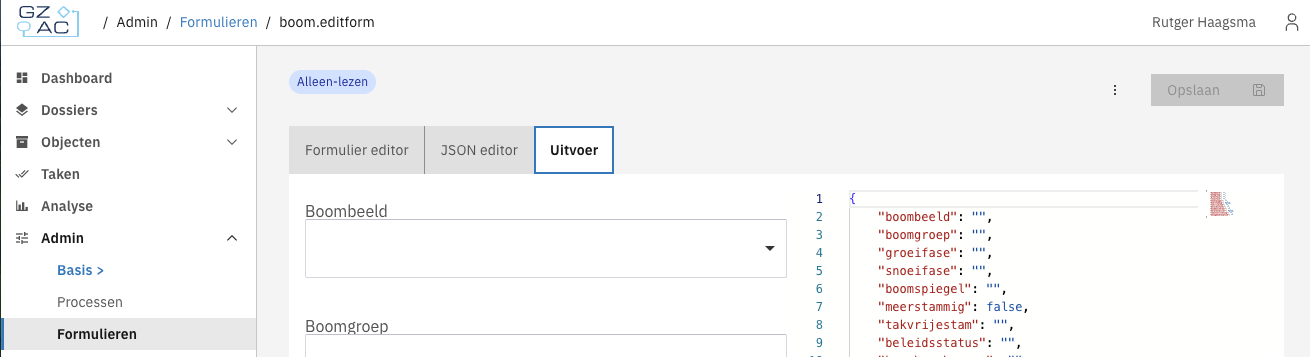 GZ
AC
/ Admin / Formulieren / boom.editform
Rutger Haagsma
Dashboard
Dossiers
Objecten
Taken
Analyse
Admin
Basis >
Processen
Formulieren
Alleen-lezen
Opslaan
Formulier editor
JSON editor
Uitvoer
Boombeeld
Boomgroep
1 {
2 "boombeeld": "",
3 "boomgroep": "",
4 "groeifase": "",
5 "snoeifase": "",
6 "boomspiegel": "",
7 "meerstammig": false,
8 "takvrijestam": "",
9 "beleidsstatus": "",